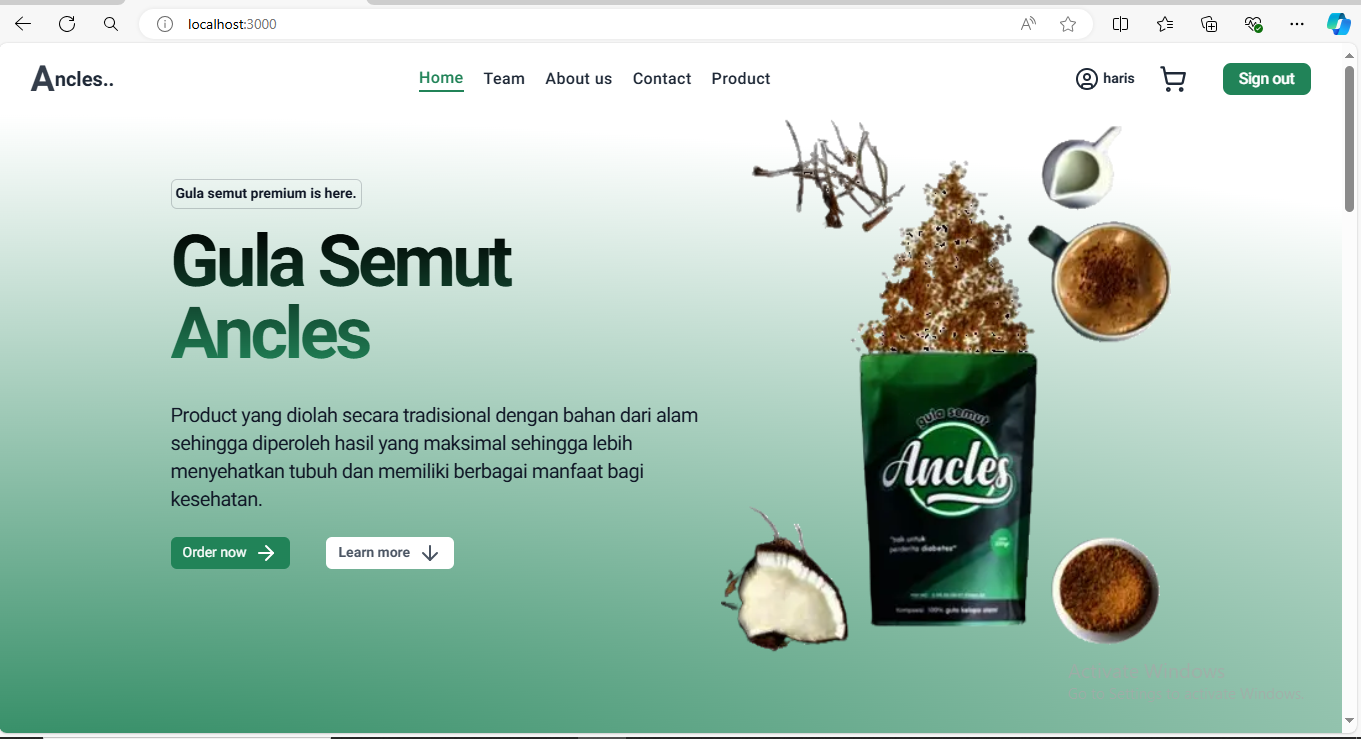 localhost:3000
Ancles..
Home
Team
About us
Contact
Product
haris
Sign out
Gula semut premium is here.
Gula Semut
Ancles
Product yang diolah secara tradisional dengan bahan dari alam
sehingga diperoleh hasil yang maksimal sehingga lebih
menyehatkan tubuh dan memiliki berbagai manfaat bagi
kesehatan.
Order now
Learn more
gula semut
Ancles
"baik untuk
penderita diabetes"
Komposisi: 100% gula kelapa
Activate Windows
Go to Settings to activate Windows.